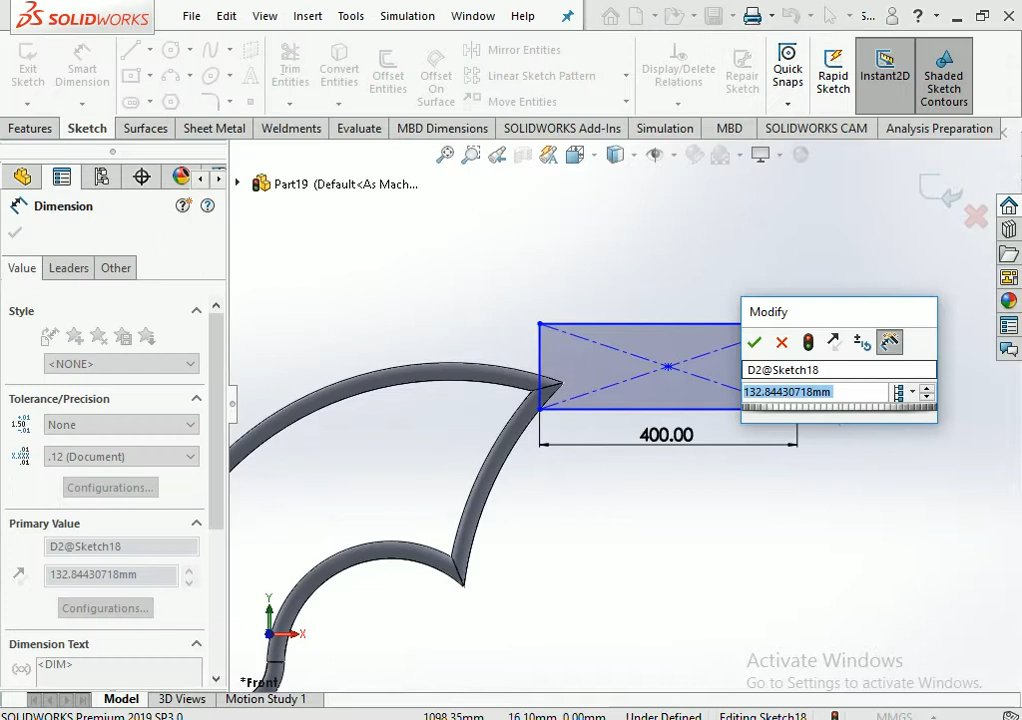 SOLIDWORKS
File Edit View Insert Tools Simulation Window Help
S...
Exit Sketch
Smart Dimension
Trim Entities
Convert Entities
Offset Entities
Offset On Surface
Mirror Entities
Linear Sketch Pattern
Move Entities
Display/Delete Relations
Repair Sketch
Quick Snaps
Rapid Sketch
Instant2D
Shaded Sketch Contours
Features Sketch Surfaces Sheet Metal Weldments Evaluate MBD Dimensions SOLIDWORKS Add-Ins Simulation MBD SOLIDWORKS CAM Analysis Preparation
Part19 (Default<As Mach...
Dimension
Value Leaders Other
Style
<NONE>
Tolerance/Precision
None
.12 (Document)
Configurations...
Primary Value
D2@Sketch18
132.84430718mm
Configurations...
Dimension Text
<DIM>
Modify
D2@Sketch18
132.84430718mm
400.00
Y
X
*Front
Activate Windows
Go to Settings to activate Windows.
Model 3D Views Motion Study 1
SOLIDWORKS Premium 2019 SP3.0 1098.35mm 16.10mm 0.00mm Under Defined Editing Sketch18 MMGS